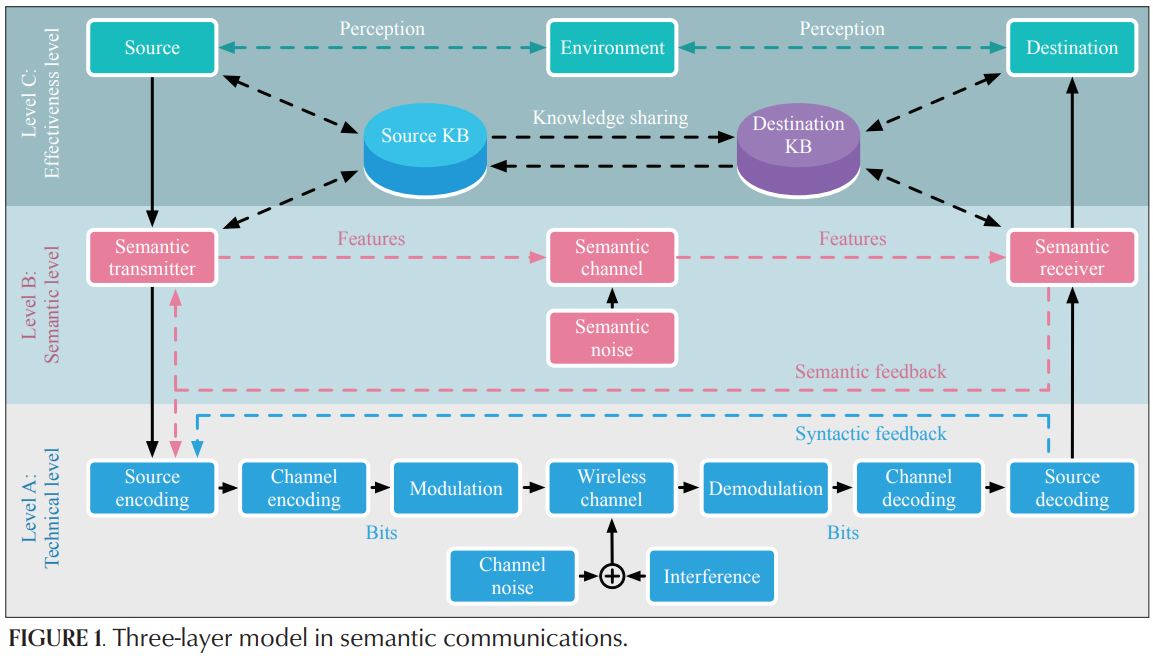 Level C:
Effectiveness level
Source
Perception
Environment
Perception
Destination
Source KB
Knowledge sharing
Destination
KB
Level B:
Semantic level
Semantic
transmitter
Features
Semantic
channel
Features
Semantic
receiver
Semantic
noise
Semantic feedback
Level A:
Technical level
Syntactic feedback
Source
encoding
Channel
encoding
Modulation
Wireless
channel
Demodulation
Channel
decoding
Source
decoding
Bits
Bits
Channel
noise
Interference
FIGURE 1. Three-layer model in semantic communications.